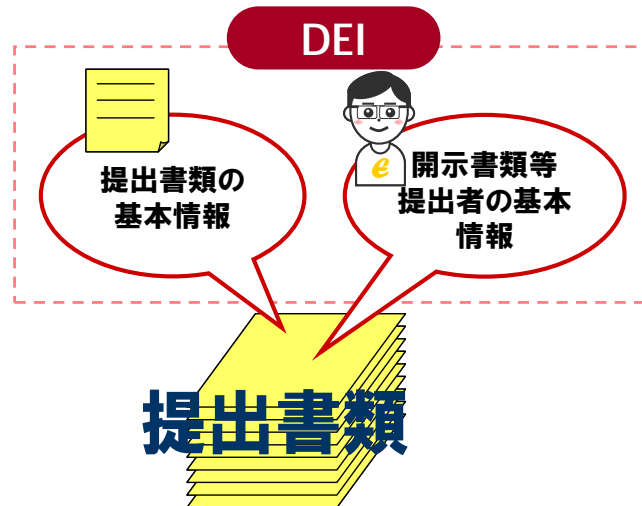 DEI
提出書類の
基本情報
e
開示書類等
提出者の基本
情報
提出書類